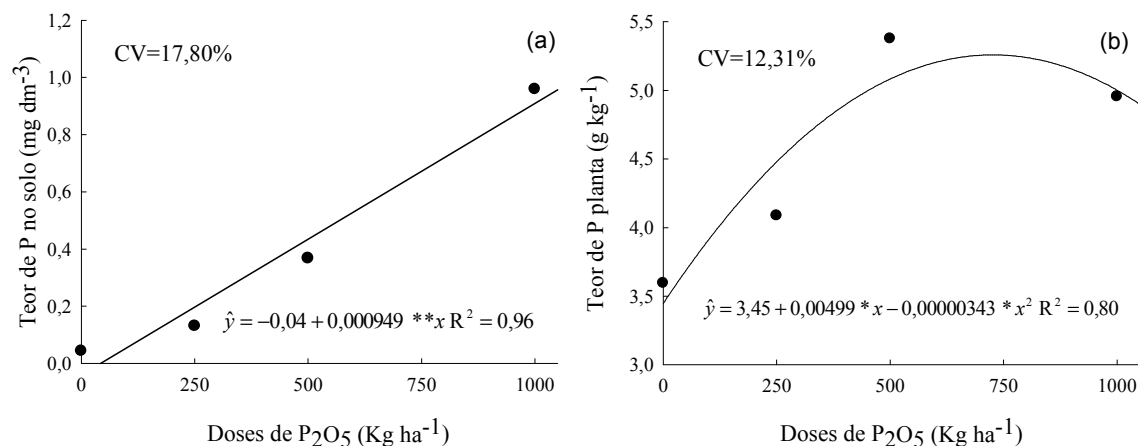 (a)
CV=17,80%
Teor de P no solo (mg dm⁻³)
1,2
1,0
0,8
0,6
0,4
0,2
0,0
ŷ = −0,04 + 0,000949 **x R² = 0,96
0 250 500 750 1000
Doses de P₂O₅ (Kg ha⁻¹)
(b)
CV=12,31%
Teor de P planta (g kg⁻¹)
5,5
5,0
4,5
4,0
3,5
3,0
ŷ = 3,45 + 0,00499 * x − 0,00000343 * x² R² = 0,80
0 250 500 750 1000
Doses de P₂O₅ (Kg ha⁻¹)